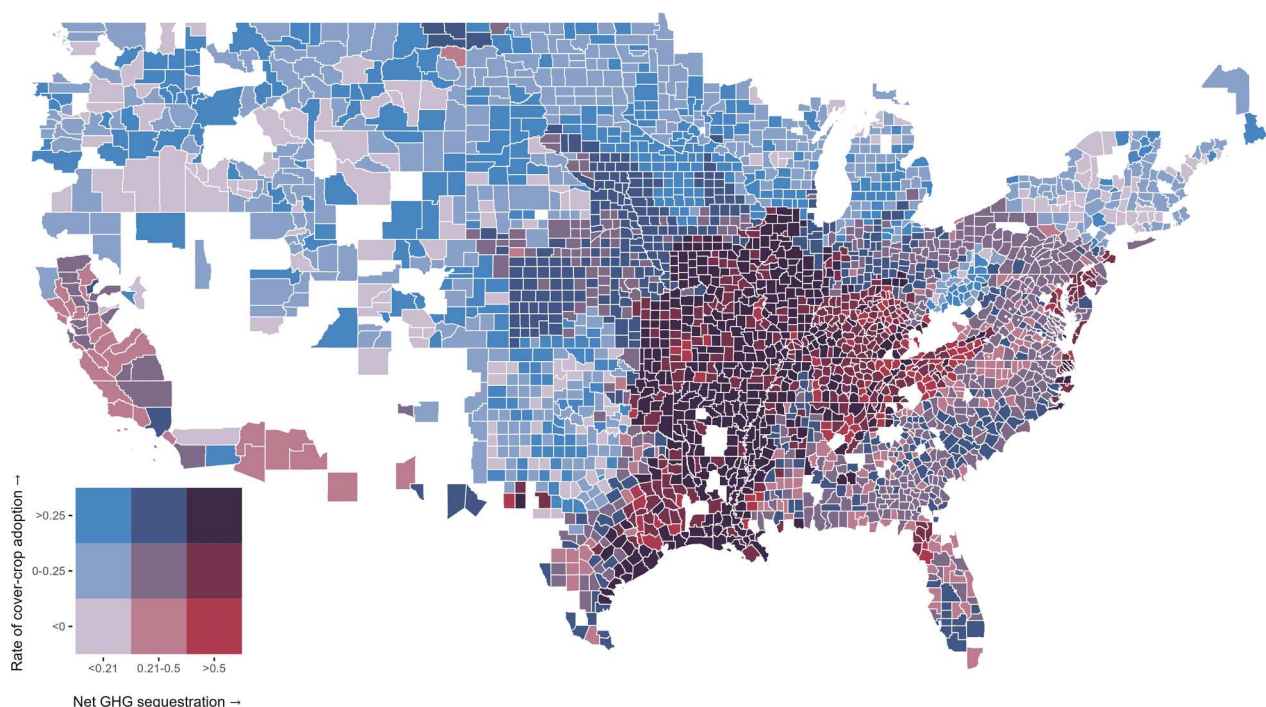 Rate of cover-crop adoption →
>0.25
0-0.25
<0
<0.21 0.21-0.5 >0.5
Net GHG sequestration →